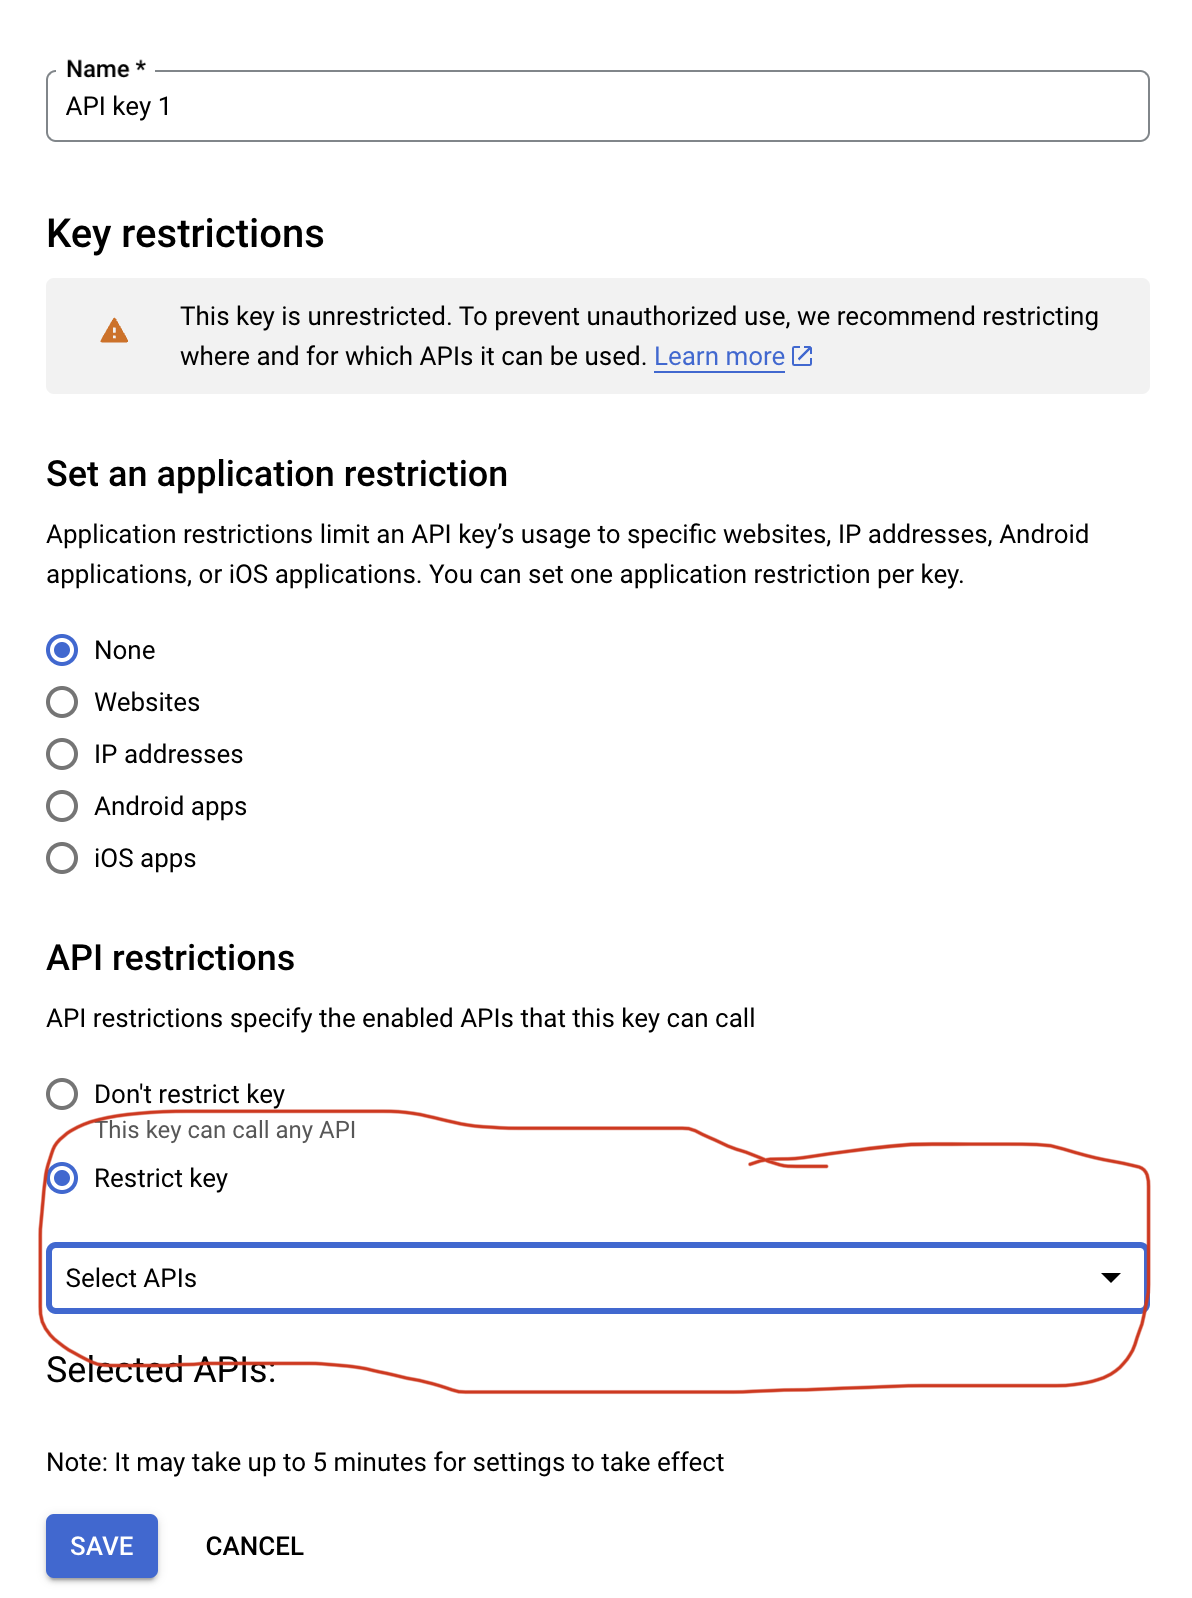 Name *
API key 1
Key restrictions
This key is unrestricted. To prevent unauthorized use, we recommend restricting
where and for which APIs it can be used. Learn more
Set an application restriction
Application restrictions limit an API key’s usage to specific websites, IP addresses, Android
applications, or iOS applications. You can set one application restriction per key.
None
Websites
IP addresses
Android apps
iOS apps
API restrictions
API restrictions specify the enabled APIs that this key can call
Don't restrict key
This key can call any API
Restrict key
Select APIs
Selected APIs:
Note: It may take up to 5 minutes for settings to take effect
SAVE CANCEL